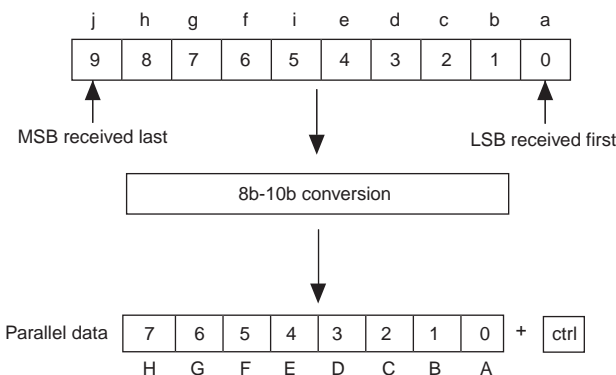 j h g f i e d c b a
9 8 7 6 5 4 3 2 1 0
MSB received last LSB received first
8b-10b conversion
Parallel data 7 6 5 4 3 2 1 0 + ctrl
H G F E D C B A